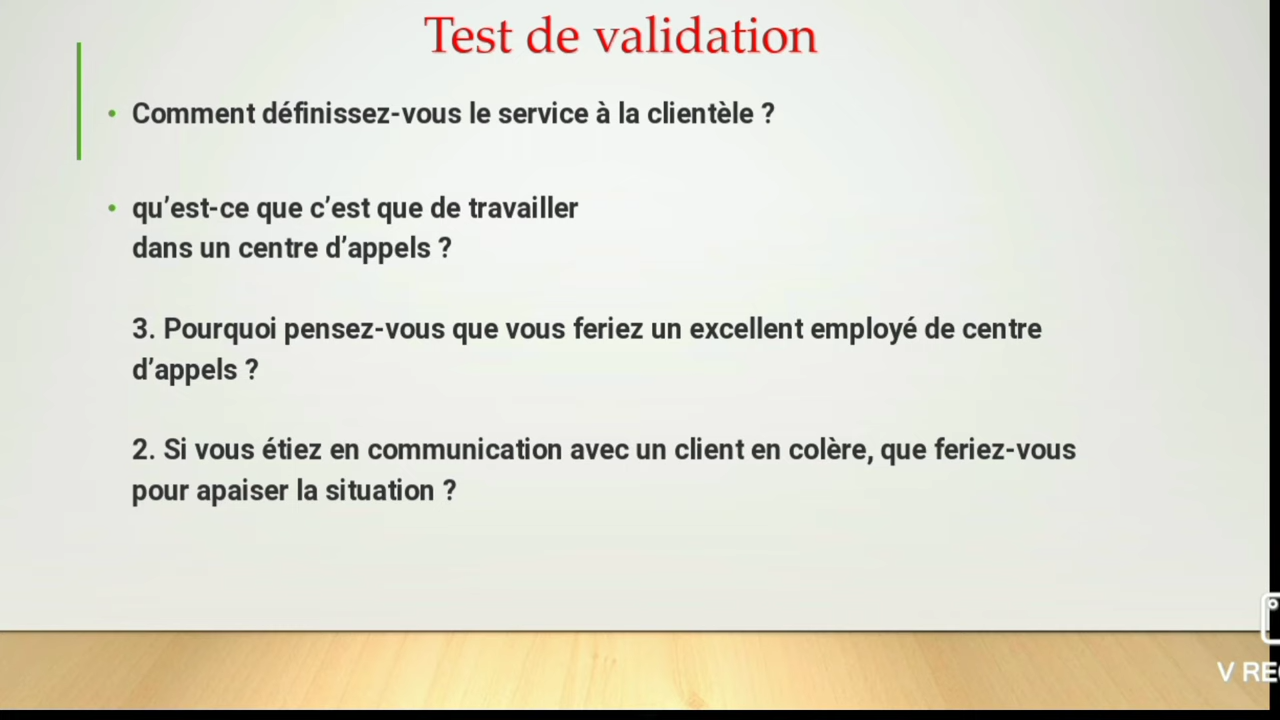 Test de validation
• Comment définissez-vous le service à la clientèle ?
• qu’est-ce que c’est que de travailler
dans un centre d’appels ?
3. Pourquoi pensez-vous que vous feriez un excellent employé de centre
d’appels ?
2. Si vous étiez en communication avec un client en colère, que feriez-vous
pour apaiser la situation ?